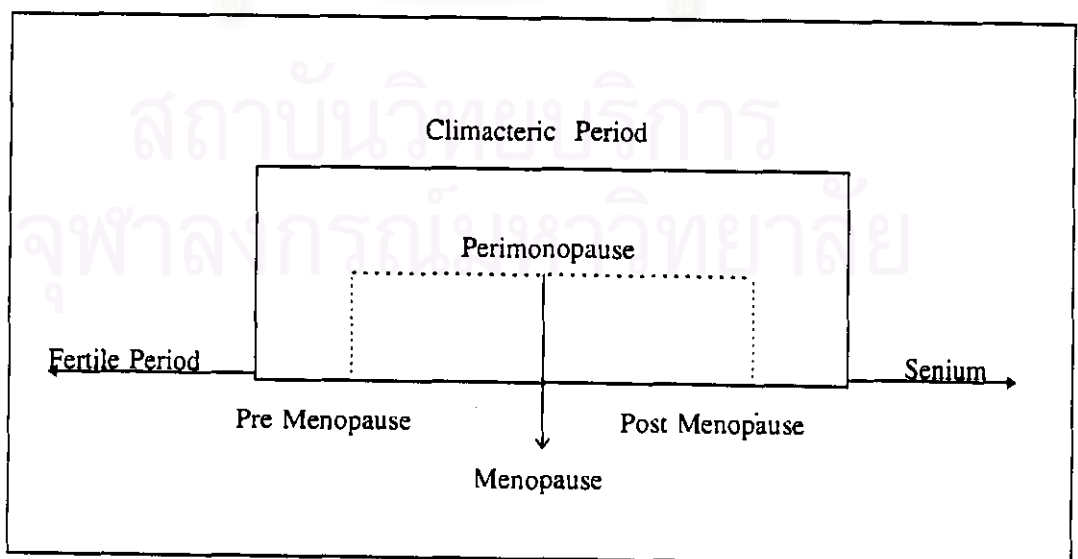 สถาบันวิทยบริการ
จุฬาลงกรณ์มหาวิทยาลัย
Climacteric Period
Perimonopause
Fertile Period
Senium
Pre Menopause
Post Menopause
Menopause